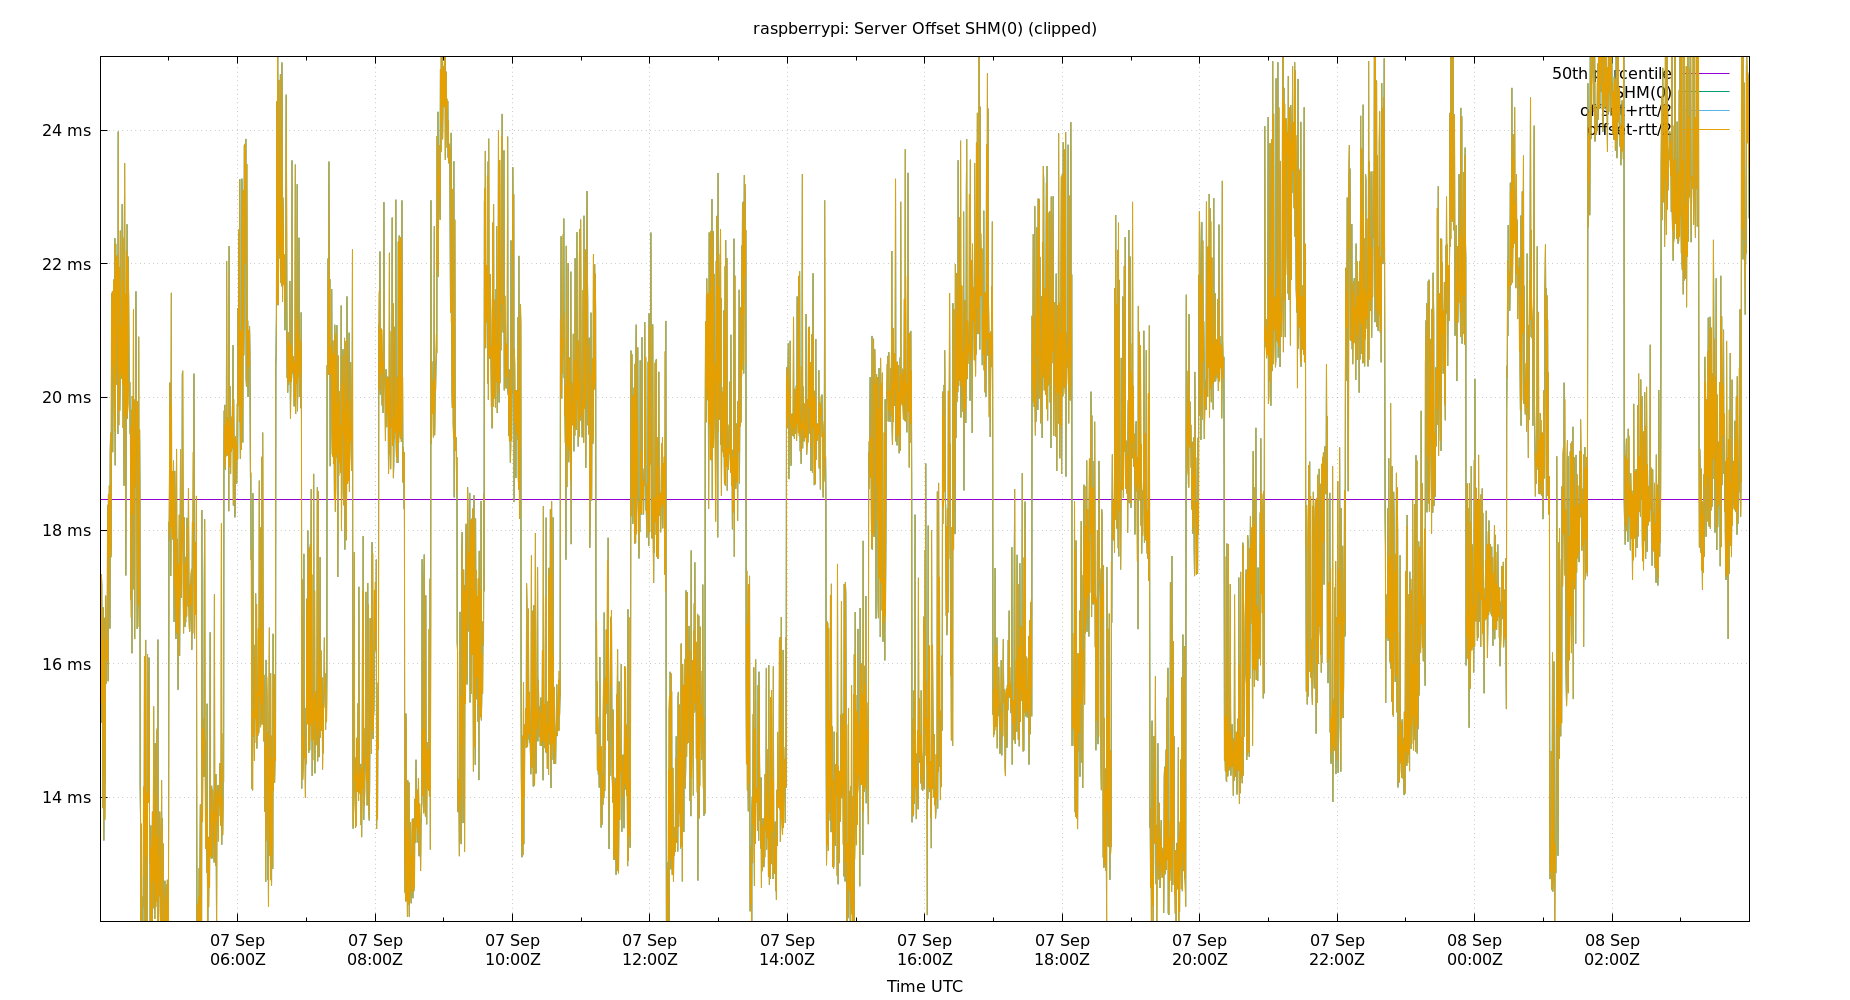 raspberrypi: Server Offset SHM(0) (clipped)
50th percentile
SHM(0)
offset+rtt/2
offset-rtt/2
24 ms
22 ms
20 ms
18 ms
16 ms
14 ms
07 Sep 07 Sep 07 Sep 07 Sep 07 Sep 07 Sep 07 Sep 07 Sep 07 Sep 08 Sep 08 Sep
06:00Z 08:00Z 10:00Z 12:00Z 14:00Z 16:00Z 18:00Z 20:00Z 22:00Z 00:00Z 02:00Z
Time UTC